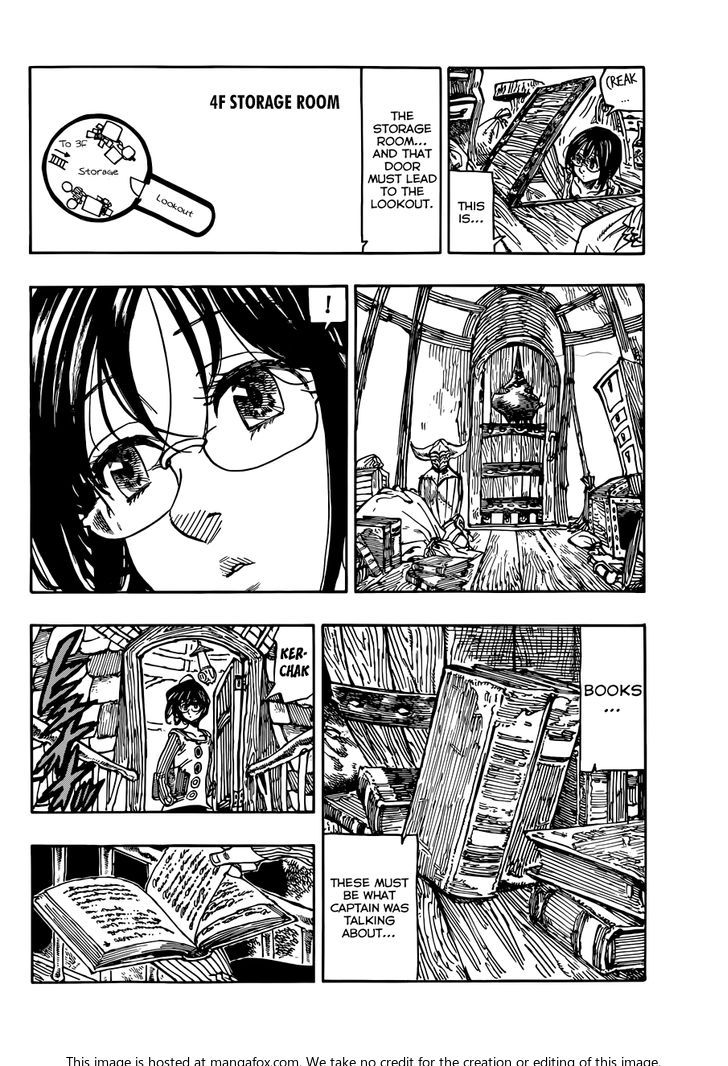 (REAK
...
THIS
IS...
THE
STORAGE
ROOM...
AND THAT
DOOR
MUST LEAD
TO THE
LOOKOUT.
4F STORAGE ROOM
To 3F
Storage
Lookout
!
BOOKS
...
THESE MUST
BE WHAT
CAPTAIN WAS
TALKING
ABOUT...
KER-
CHAK
This image is hosted at mangafox.com. We take no credit for the creation or editing of this image.